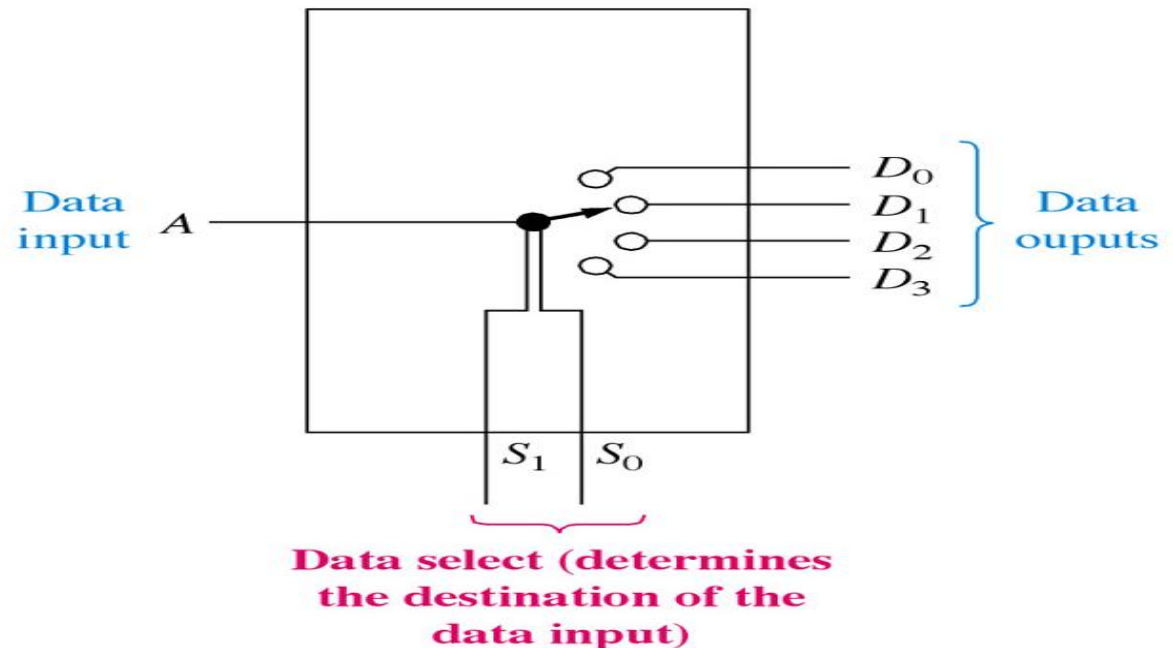 Data
input
A
D0
D1
D2
D3
Data
ouputs
S1 S0
Data select (determines
the destination of the
data input)